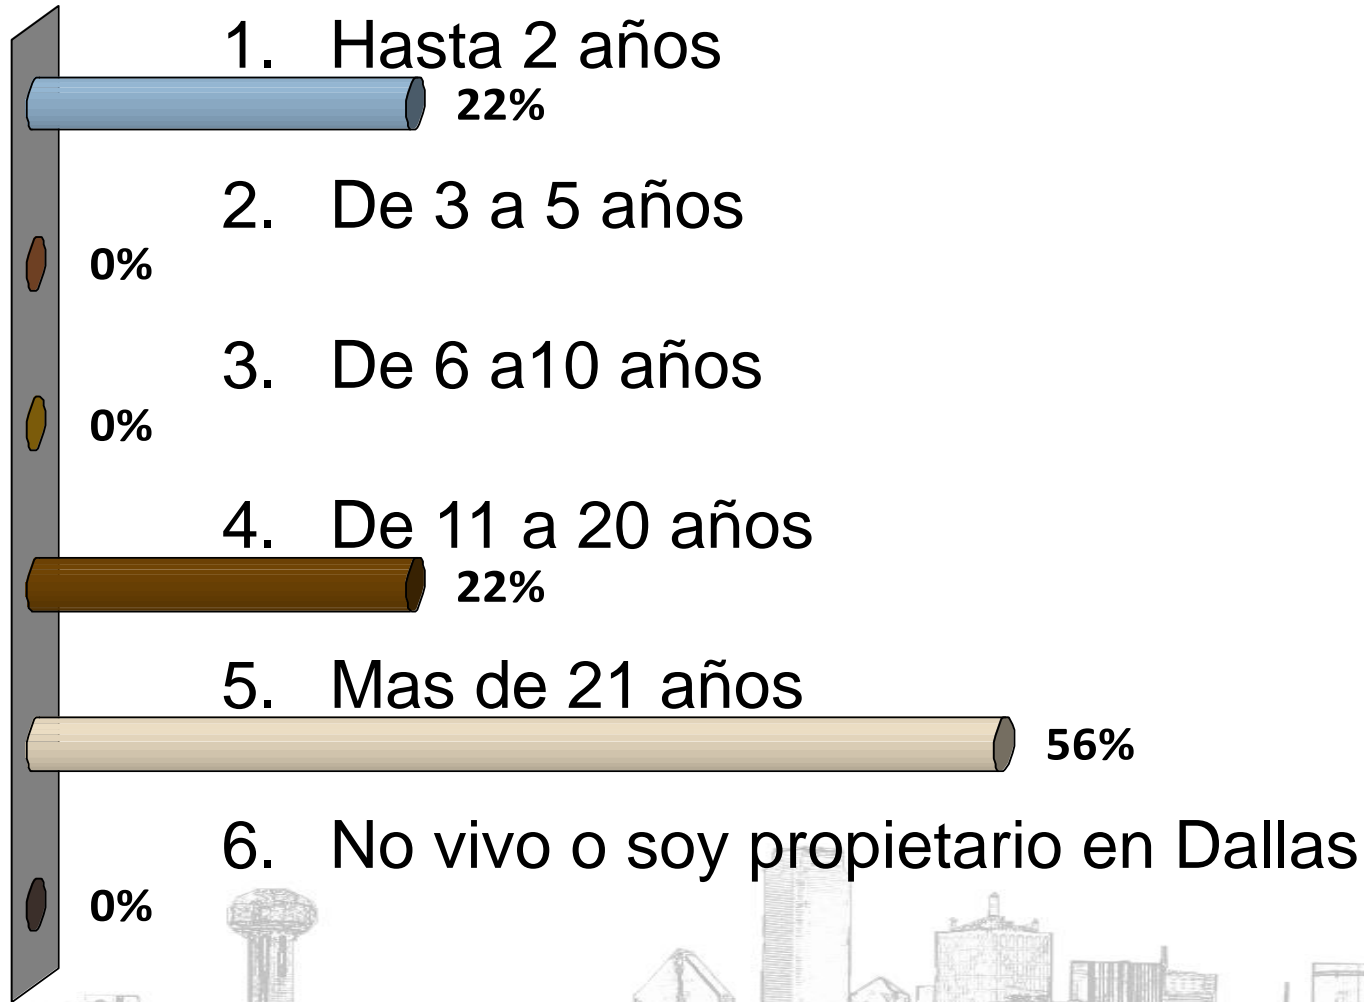 1. Hasta 2 años
22%
2. De 3 a 5 años
0%
3. De 6 a10 años
0%
4. De 11 a 20 años
22%
5. Mas de 21 años
56%
6. No vivo o soy propietario en Dallas
0%